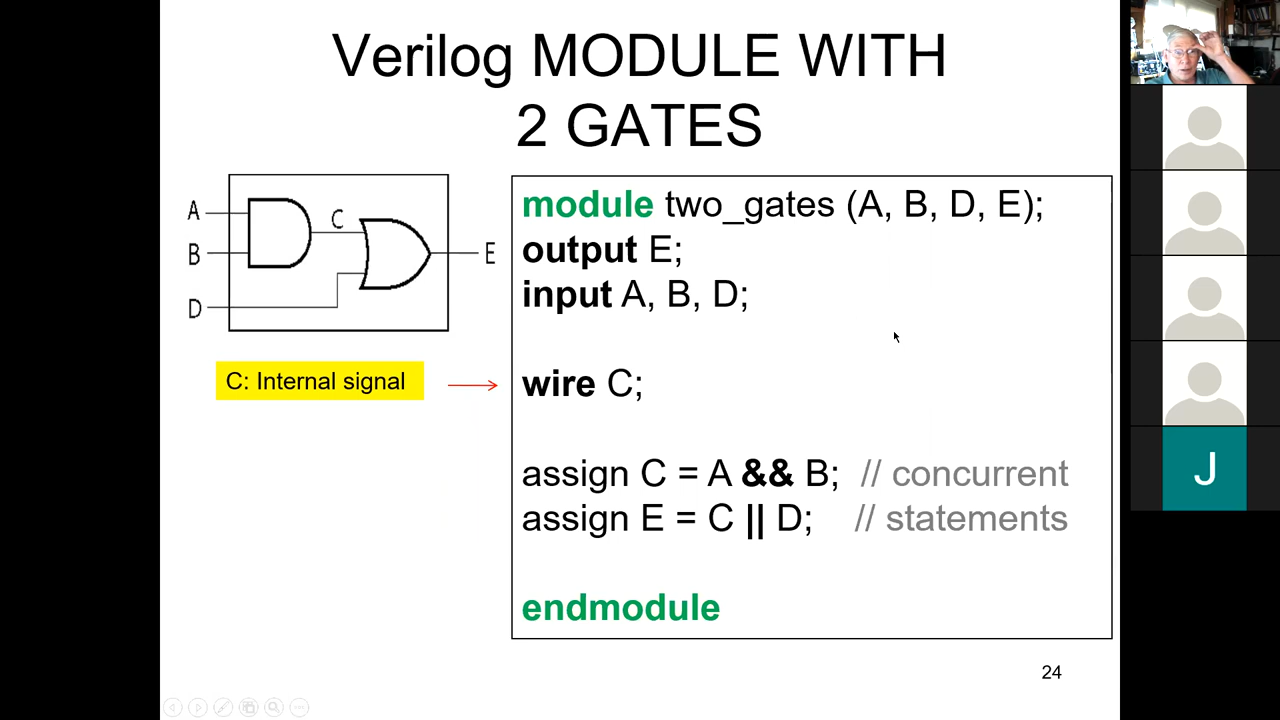 Verilog MODULE WITH
2 GATES
A
B
C
D
E
C: Internal signal
module two_gates (A, B, D, E);
output E;
input A, B, D;
wire C;
assign C = A && B; // concurrent
assign E = C || D; // statements
endmodule
24
J